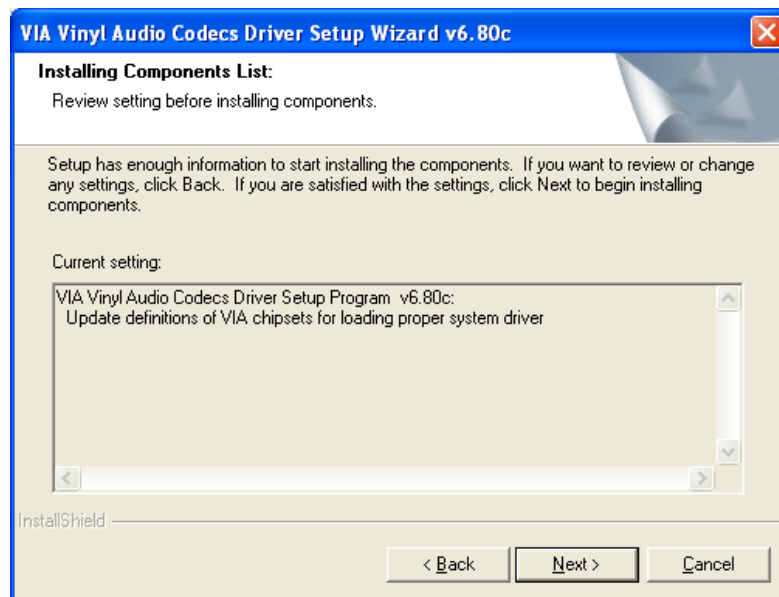 VIA Vinyl Audio Codecs Driver Setup Wizard v6.80c
Installing Components List:
Review setting before installing components.
Setup has enough information to start installing the components.  If you want to review or change
any settings, click Back.  If you are satisfied with the settings, click Next to begin installing
components.
Current setting:
VIA Vinyl Audio Codecs Driver Setup Program  v6.80c:
Update definitions of VIA chipsets for loading proper system driver
InstallShield
< Back
Next >
Cancel